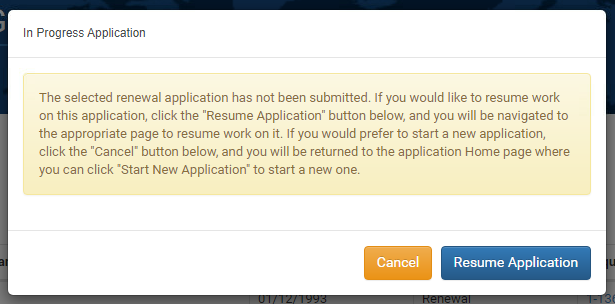 In Progress Application
The selected renewal application has not been submitted. If you would like to resume work
on this application, click the "Resume Application" button below, and you will be navigated to
the appropriate page to resume work on it. If you would prefer to start a new application,
click the "Cancel" button below, and you will be returned to the application Home page where
you can click "Start New Application" to start a new one.
Cancel
Resume Application
01/12/1993
Renewal